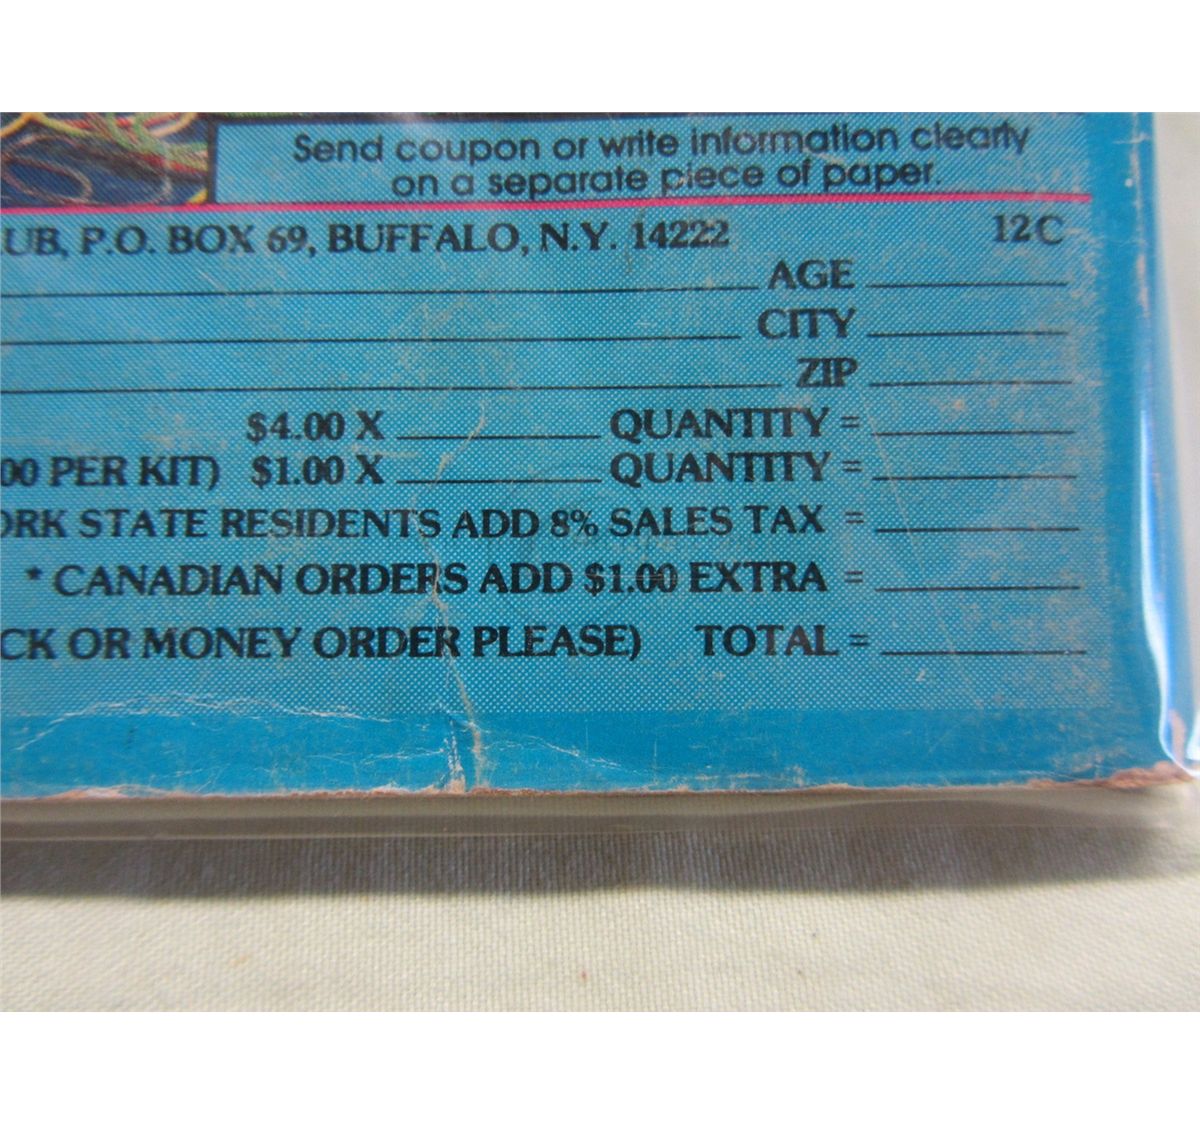 Send coupon or write information clearly
on a separate piece of paper.
UB, P.O. BOX 69, BUFFALO, N.Y. 14222 12C
AGE
CITY
ZIP
$4.00 X QUANTITY =
00 PER KIT) $1.00 X QUANTITY =
ORK STATE RESIDENTS ADD 8% SALES TAX =
* CANADIAN ORDERS ADD $1.00 EXTRA =
CK OR MONEY ORDER PLEASE) TOTAL =